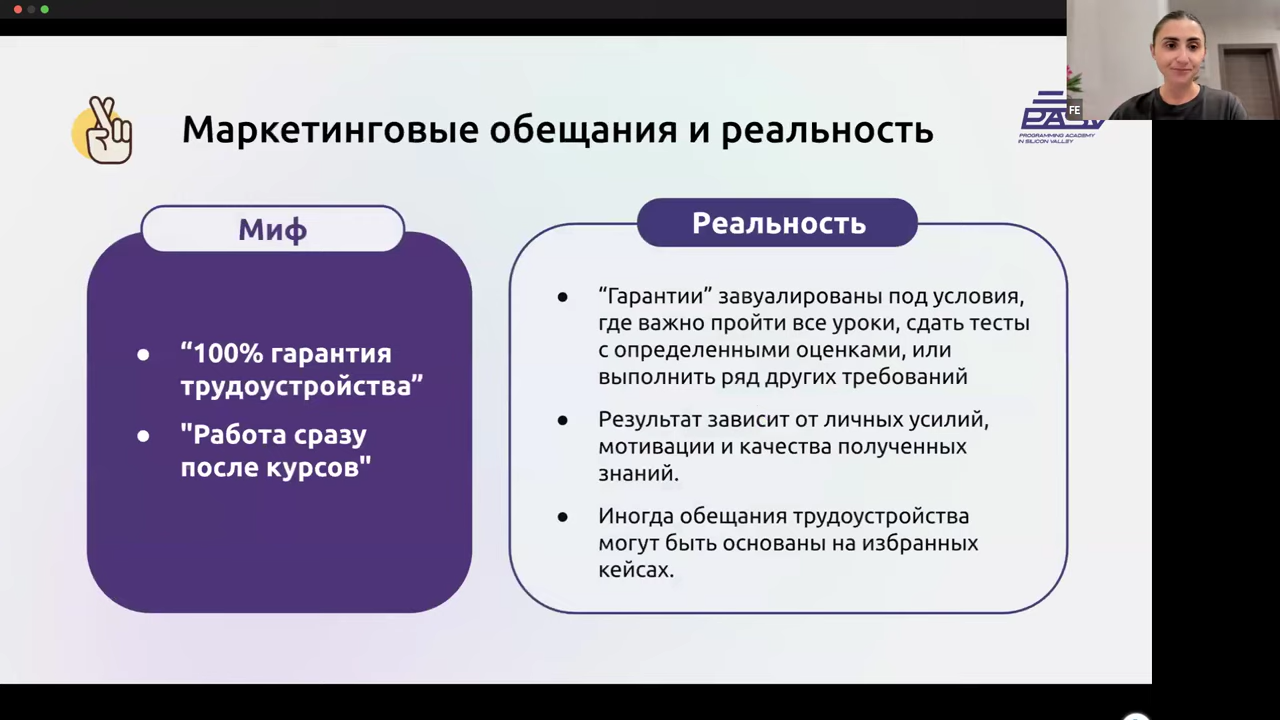 Маркетинговые обещания и реальность
FE
PROGRAMMING ACADEMY
IN SILICON VALLEY
Миф
● “100% гарантия
трудоустройства”
● "Работа сразу
после курсов"
Реальность
● “Гарантии” завуалированы под условия,
где важно пройти все уроки, сдать тесты
с определенными оценками, или
выполнить ряд других требований
● Результат зависит от личных усилий,
мотивации и качества полученных
знаний.
● Иногда обещания трудоустройства
могут быть основаны на избранных
кейсах.